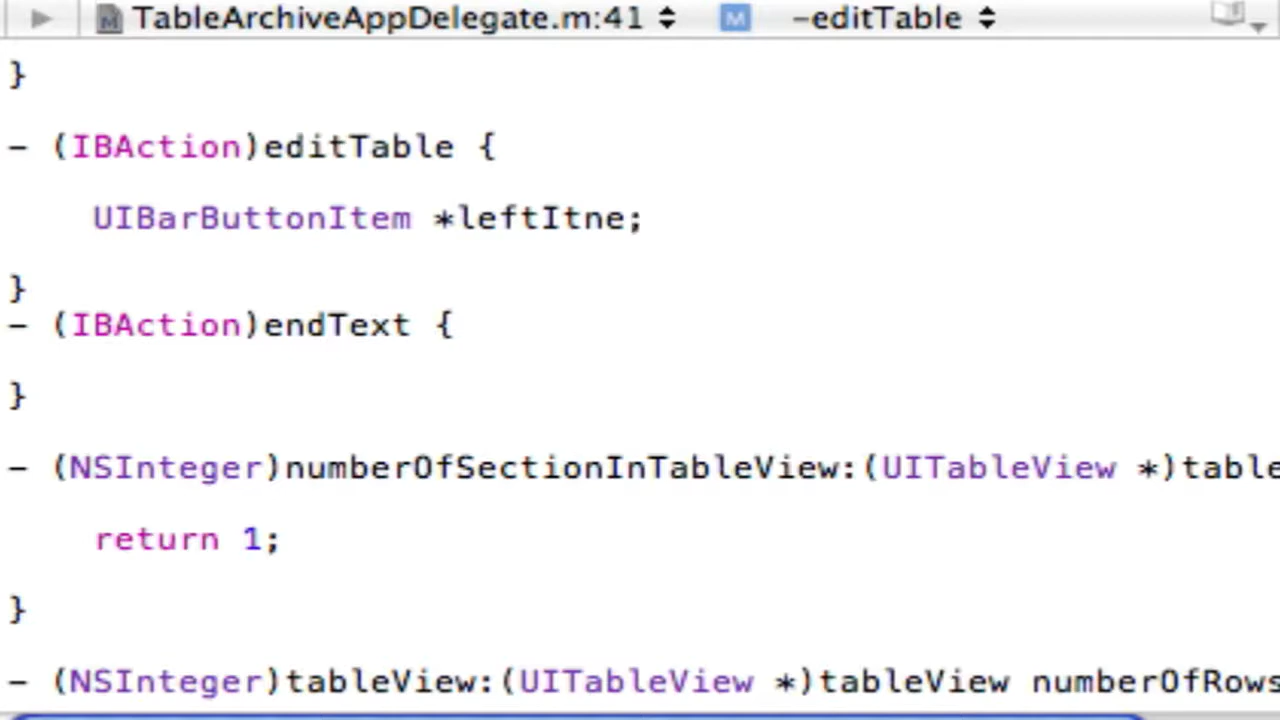 TableArchiveAppDelegate.m:41 M -editTable
}
- (IBAction)editTable {
UIBarButtonItem *leftItne;
}
- (IBAction)endText {
}
- (NSInteger)numberOfSectionInTableView:(UITableView *)table
return 1;
}
- (NSInteger)tableView:(UITableView *)tableView numberOfRows